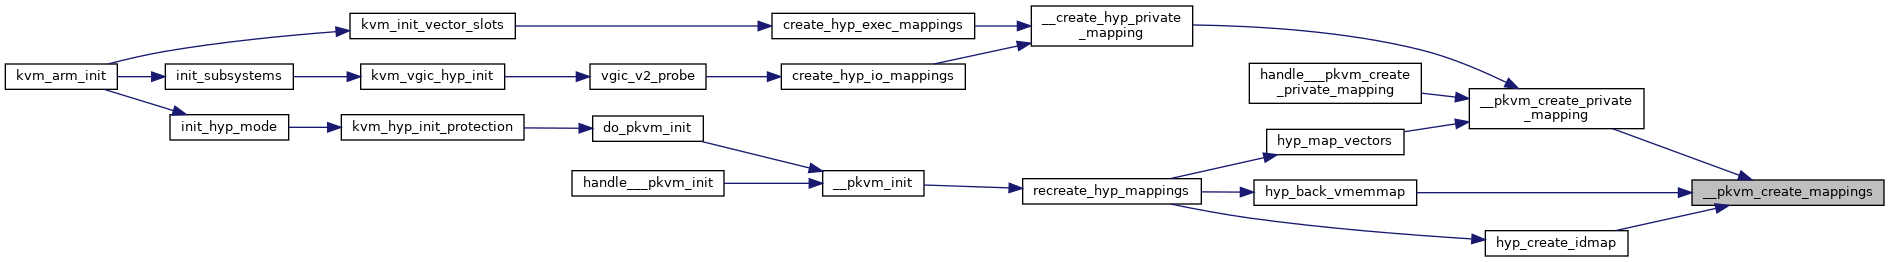 kvm_arm_init
kvm_init_vector_slots
create_hyp_exec_mappings
__create_hyp_private
_mapping
init_subsystems
kvm_vgic_hyp_init
vgic_v2_probe
create_hyp_io_mappings
handle___pkvm_create
_private_mapping
__pkvm_create_private
_mapping
init_hyp_mode
kvm_hyp_init_protection
do_pkvm_init
hyp_map_vectors
handle___pkvm_init
__pkvm_init
recreate_hyp_mappings
hyp_back_vmemmap
__pkvm_create_mappings
hyp_create_idmap